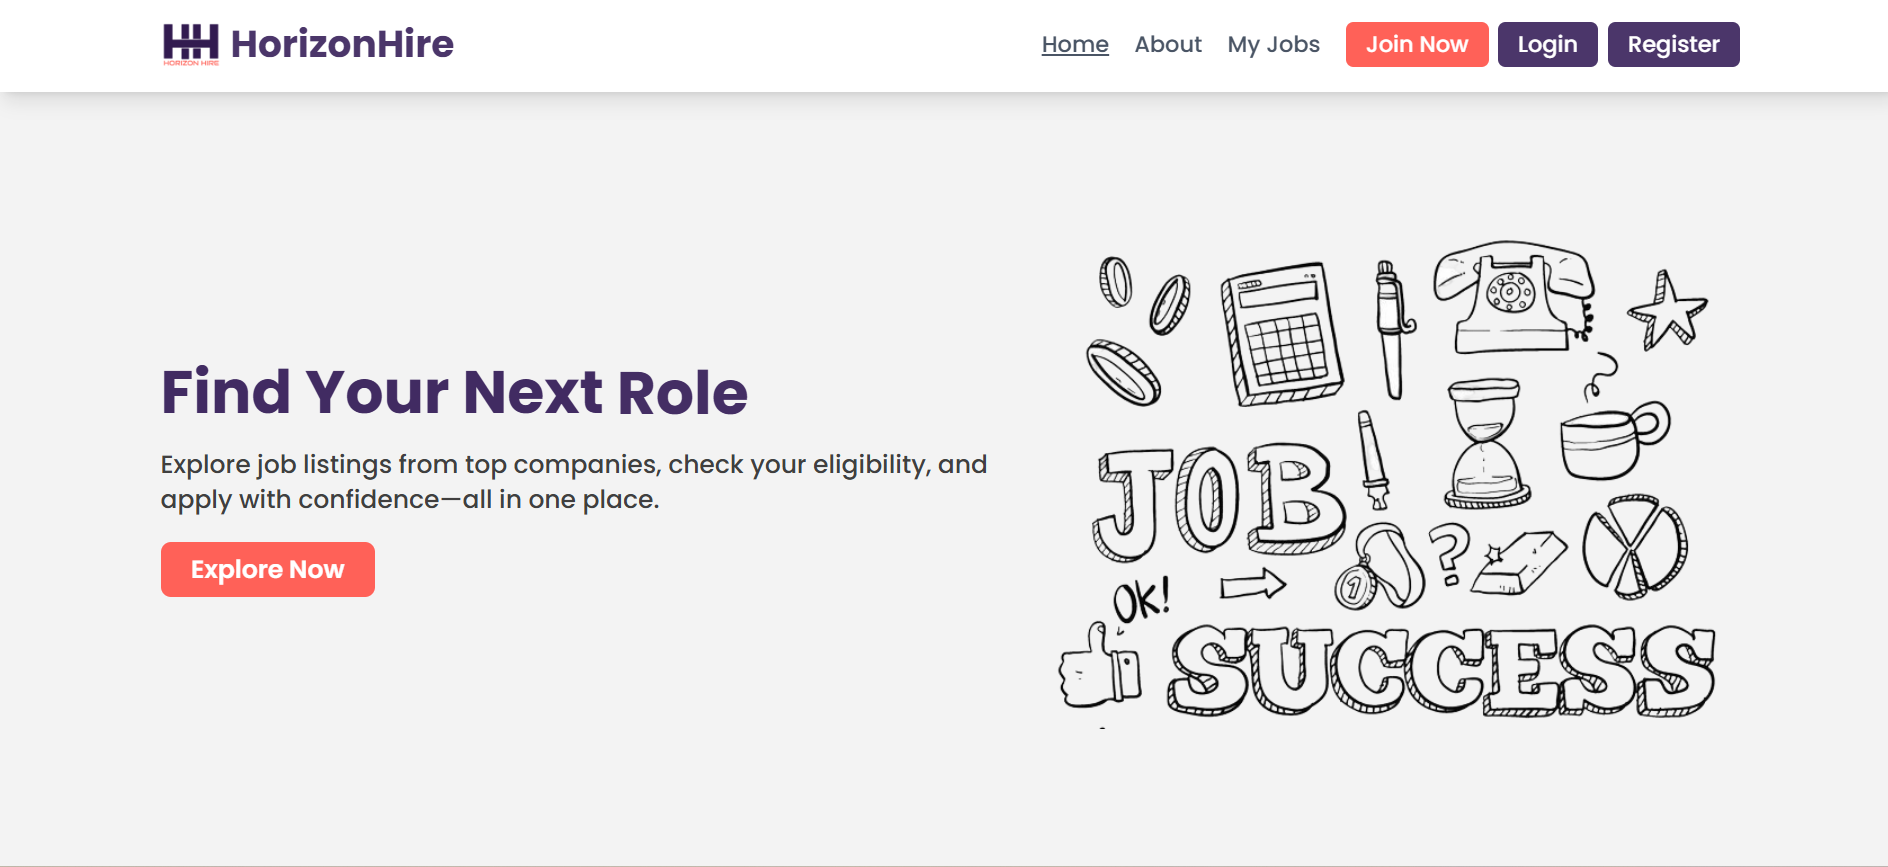 HORIZON HIRE
HorizonHire
Home About My Jobs Join Now Login Register
Find Your Next Role
Explore job listings from top companies, check your eligibility, and
apply with confidence—all in one place.
Explore Now
JOB
1
?
OK!
SUCCESS